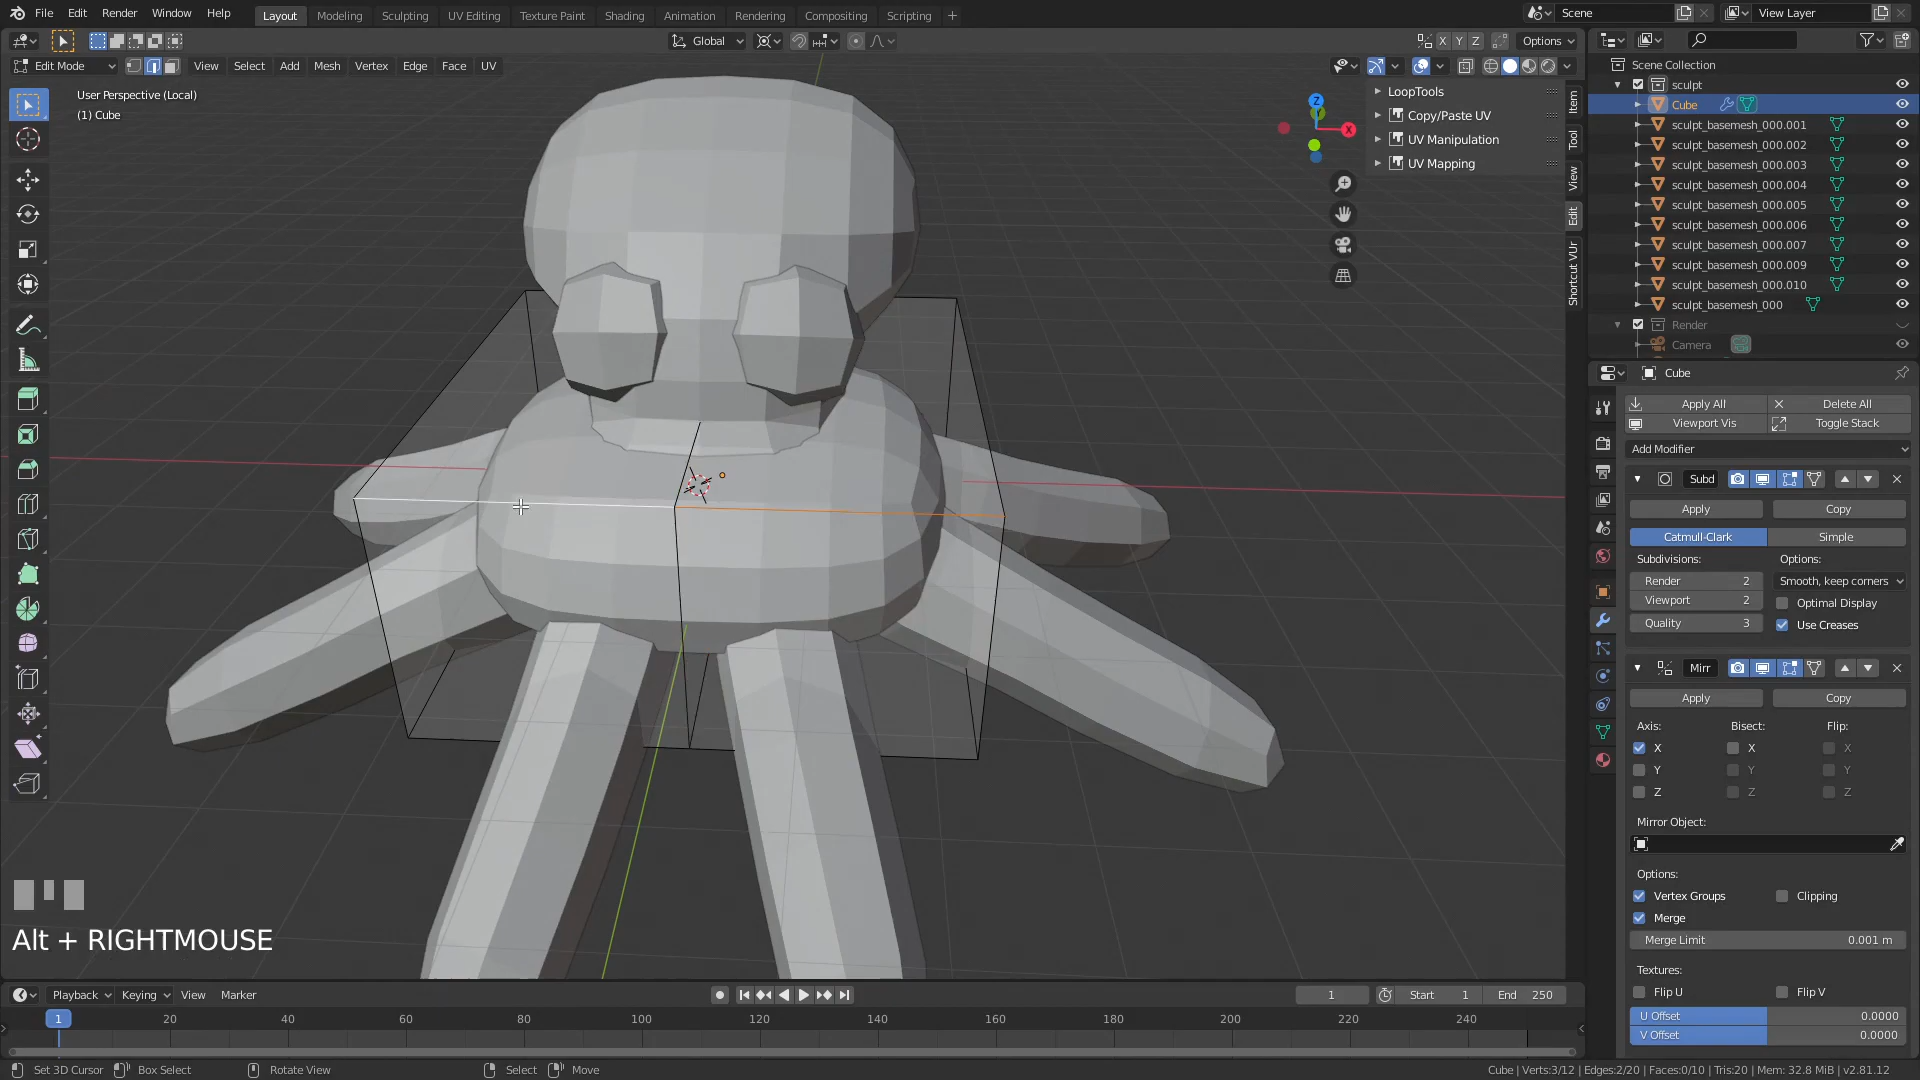 File Edit Render Window Help Layout Modeling Sculpting UV Editing Texture Paint Shading Animation Rendering Compositing Scripting + Scene View Layer
Global X Y Z Options
Edit Mode View Select Add Mesh Vertex Edge Face UV
User Perspective (Local)
(1) Cube
LoopTools
Copy/Paste UV
UV Manipulation
UV Mapping
Z
Y
X
Item
Tool
View
Edit
Shortcut VUr
Scene Collection
sculpt
Cube
sculpt_basemesh_000.001
sculpt_basemesh_000.002
sculpt_basemesh_000.003
sculpt_basemesh_000.004
sculpt_basemesh_000.005
sculpt_basemesh_000.006
sculpt_basemesh_000.007
sculpt_basemesh_000.009
sculpt_basemesh_000.010
sculpt_basemesh_000
Render
Camera
Cube
Apply All Delete All
Viewport Vis Toggle Stack
Add Modifier
Subd
Apply Copy
Catmull-Clark Simple
Subdivisions: Options:
Render 2 Smooth, keep corners
Viewport 2 Optimal Display
Quality 3 Use Creases
Mirr
Apply Copy
Axis: Bisect: Flip:
X X X
Y Y Y
Z Z Z
Mirror Object:
Options:
Vertex Groups Clipping
Merge
Merge Limit 0.001 m
Textures:
Flip U Flip V
U Offset 0.0000
V Offset 0.0000
Alt + RIGHTMOUSE
Playback Keying View Marker 1 Start 1 End 250
1 20 40 60 80 100 120 140 160 180 200 220 240
Set 3D Cursor Box Select Rotate View Select Move Cube | Verts:3/12 | Edges:2/20 | Faces:0/10 | Tris:20 | Mem: 32.8 MiB | v2.81.12